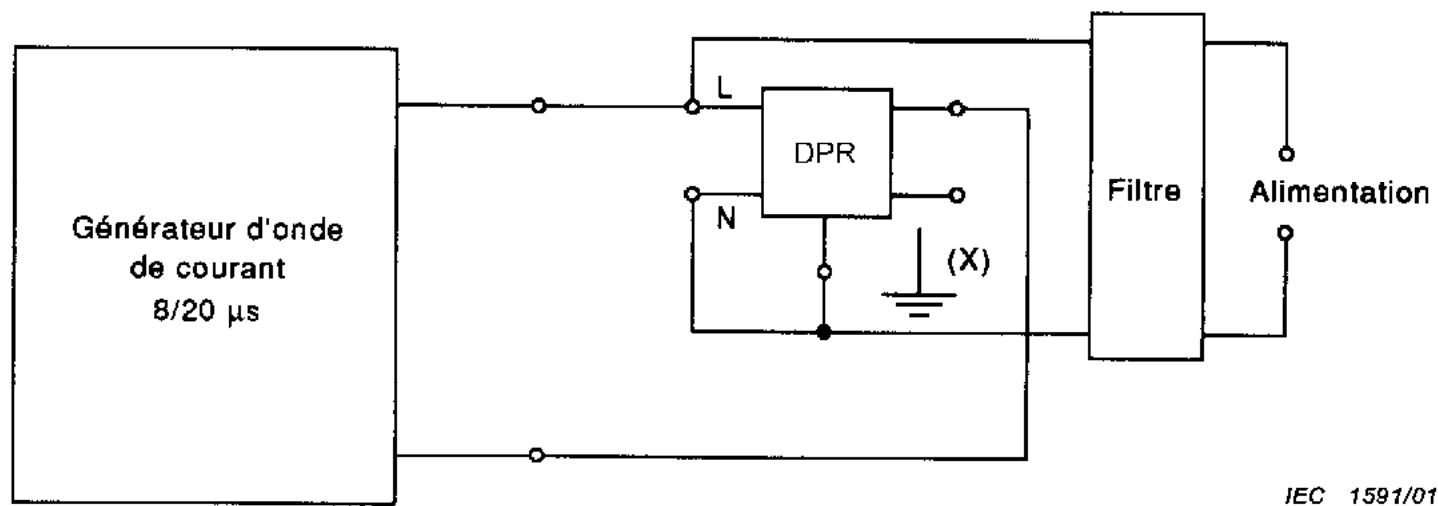 Générateur d'onde
de courant
8/20 µs
L
N
DPR
(X)
Filtre
Alimentation
IEC 1591/01